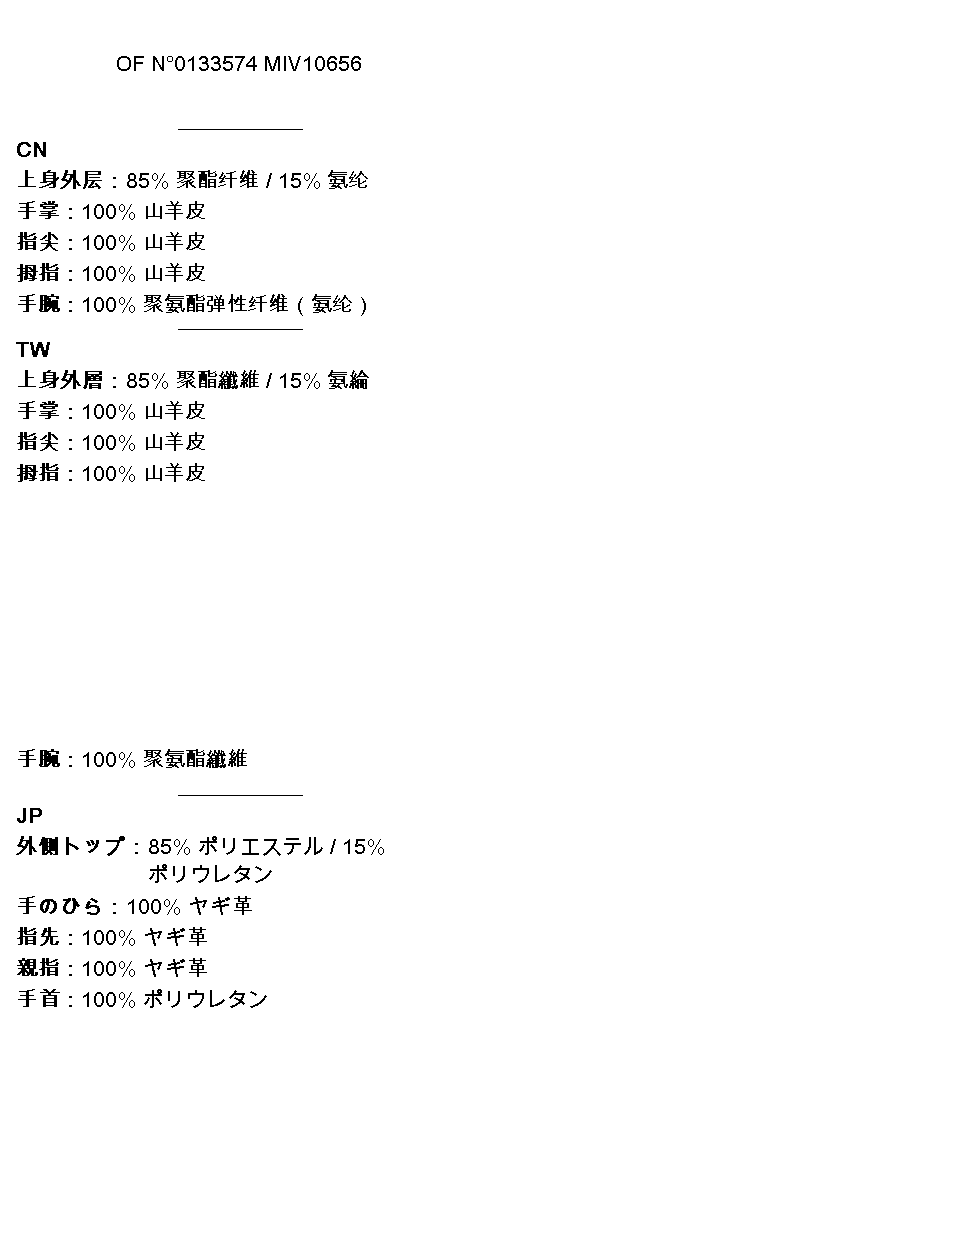 OF N°0133574 MIV10656
CN
上身外层：85% 聚酯纤维 / 15% 氨纶
手掌：100% 山羊皮
指尖：100% 山羊皮
拇指：100% 山羊皮
手腕：100% 聚氨酯弹性纤维（氨纶）
TW
上身外層：85% 聚酯纖維 / 15% 氨綸
手掌：100% 山羊皮
指尖：100% 山羊皮
拇指：100% 山羊皮
手腕：100% 聚氨酯纖維
JP
外側トップ：85% ポリエステル / 15%
ポリウレタン
手のひら：100% ヤギ革
指先：100% ヤギ革
親指：100% ヤギ革
手首：100% ポリウレタン